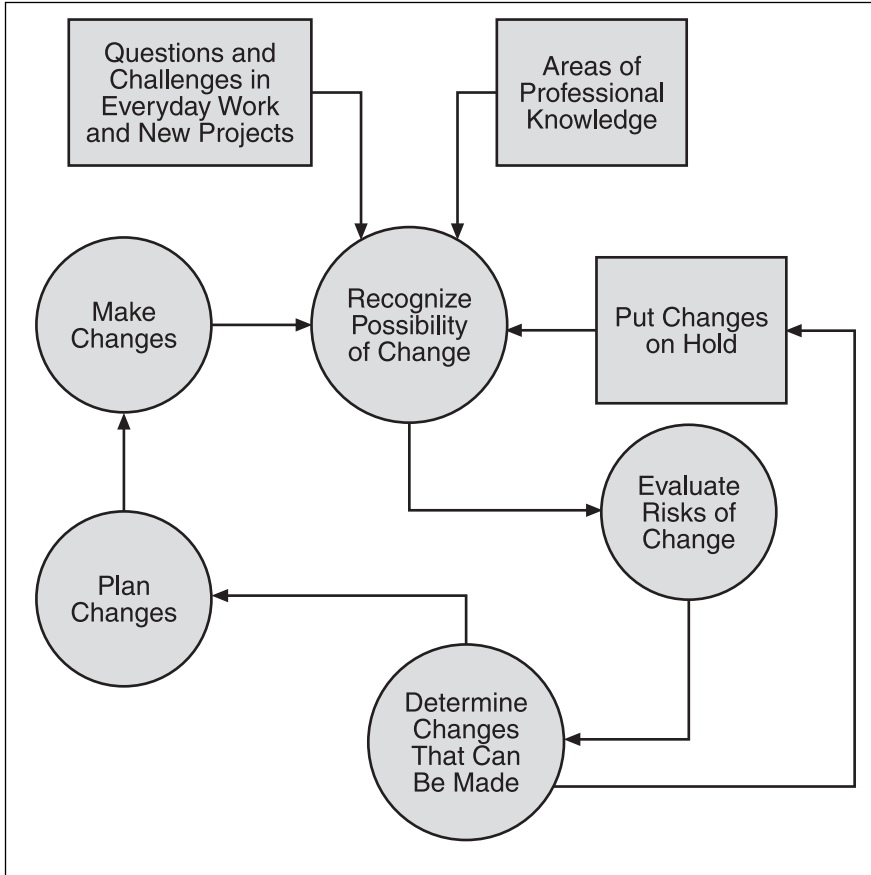 Questions and
Challenges in
Everyday Work
and New Projects
Areas of
Professional
Knowledge
Make
Changes
Recognize
Possibility
of Change
Put Changes
on Hold
Evaluate
Risks of
Change
Plan
Changes
Determine
Changes
That Can
Be Made